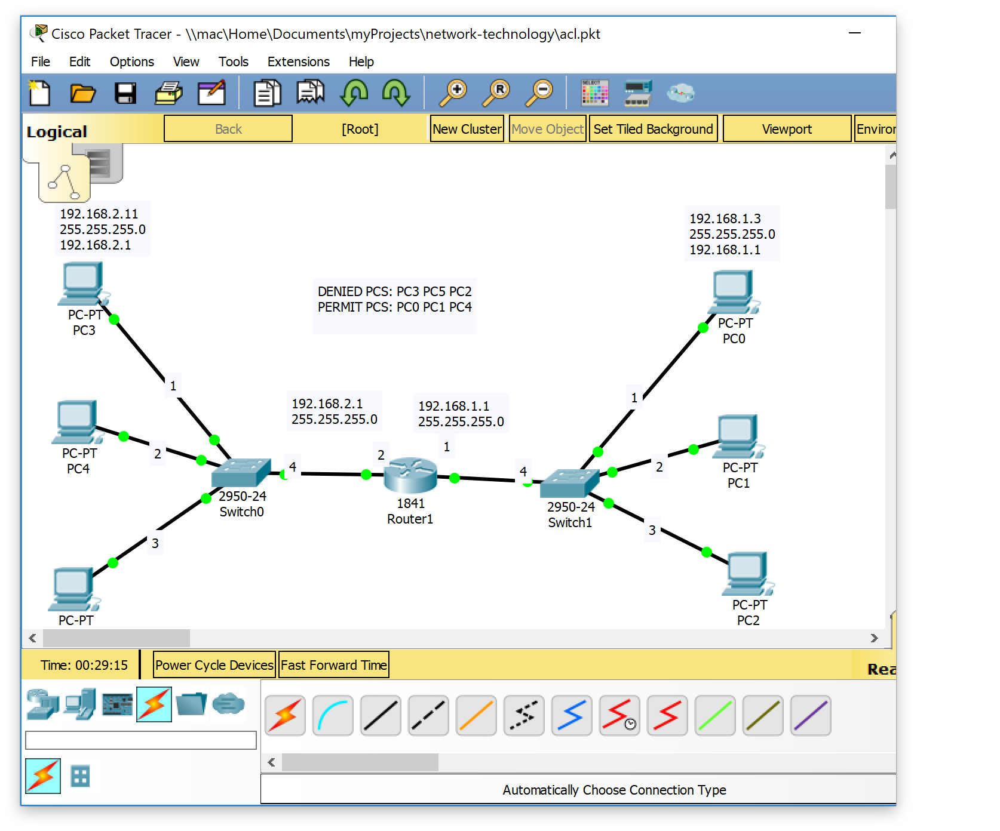 Cisco Packet Tracer - \\mac\Home\Documents\myProjects\network-technology\acl.pkt
File Edit Options View Tools Extensions Help
SELECT
R
Logical
Back
[Root]
New Cluster
Move Object
Set Tiled Background
Viewport
192.168.2.11
255.255.255.0
192.168.2.1
PC-PT
PC3
192.168.1.3
255.255.255.0
192.168.1.1
PC-PT
PC0
DENIED PCS: PC3 PC5 PC2
PERMIT PCS: PC0 PC1 PC4
1
1
192.168.2.1
255.255.255.0
192.168.1.1
255.255.255.0
PC-PT
PC4
2
4
2
1
4
2
PC-PT
PC1
2950-24
Switch0
1841
Router1
2950-24
Switch1
3
3
PC-PT
PC-PT
PC2
Time: 00:29:15
Power Cycle Devices
Fast Forward Time
Automatically Choose Connection Type